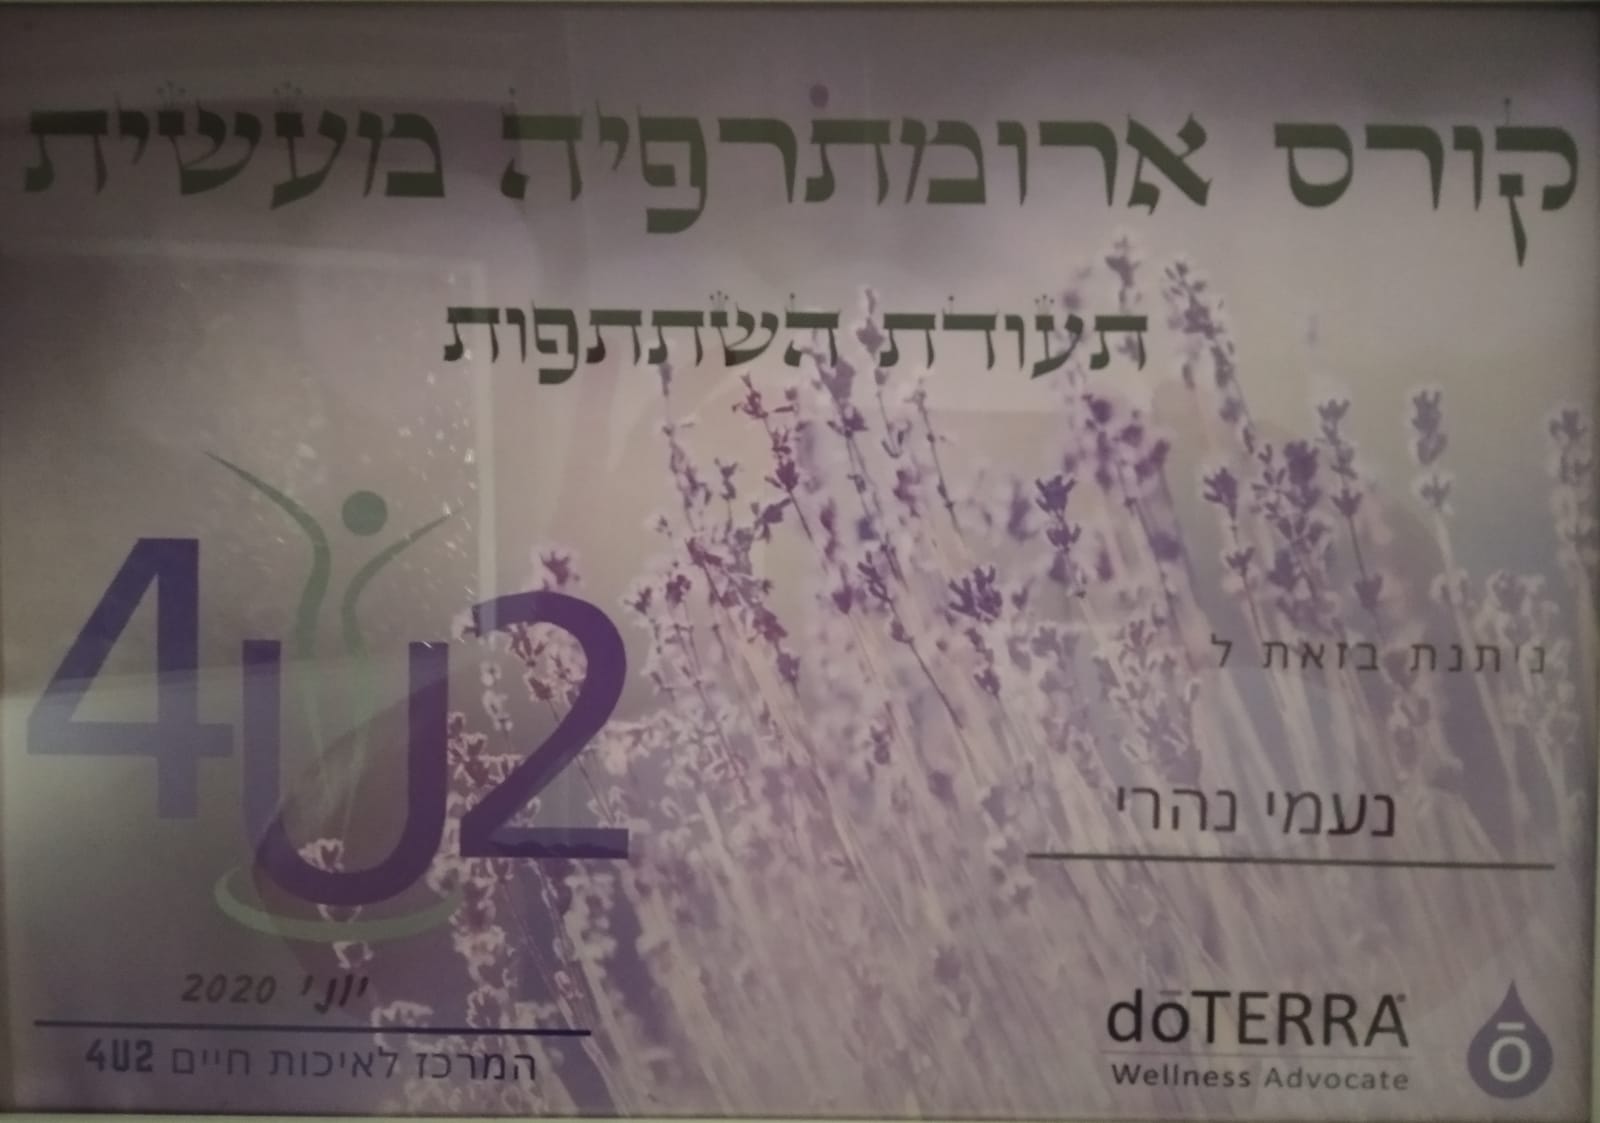 קורס ארומתרפיה מעשית
תעודת השתתפות
4U2
ניתנת בזאת ל
נעמי נהרי
יוני 2020
המרכז לאיכות חיים 4U2
dōTERRA®
Wellness Advocate
ō